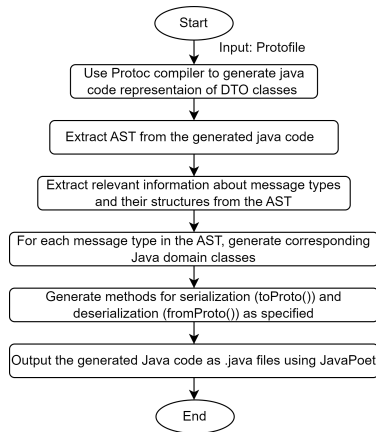 Start
Input: Protofile
Use Protoc compiler to generate java
code representaion of DTO classes
Extract AST from the generated java code
Extract relevant information about message types
and their structures from the AST
For each message type in the AST, generate corresponding
Java domain classes
Generate methods for serialization (toProto()) and
deserialization (fromProto()) as specified
Output the generated Java code as .java files using JavaPoet
End